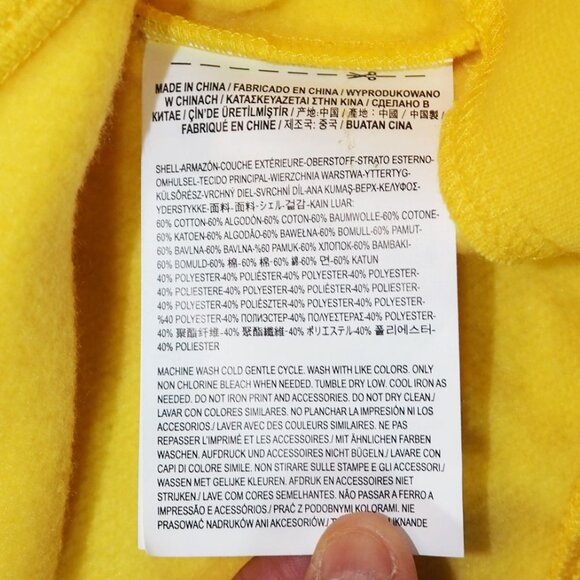 MADE IN CHINA / FABRICADO EN CHINA / WYPRODUKOWANO
W CHINACH / ΚΑΤΑΣΚΕΥΑΖΕΤΑΙ ΣΤΗΝ ΚΙΝΑ / СДЕЛАНО В
КИТАЕ / ÇİN'DE ÜRETİLMİŞTİR / 产地:中国 / 產地：中國 / 中国製 /
FABRIQUÉ EN CHINE / 제조국: 중국 / BUATAN CINA
SHELL-ARMAZÓN-COUCHE EXTÉRIEURE-OBERSTOFF-STRATO ESTERNO-
OMHULSEL-TECIDO PRINCIPAL-WIERZCHNIA WARSTWA-YTTERTYG-
KÜLSŐRÉSZ-VRCHNÝ DIEL-SVRCHNÍ DÍL-ANA KUMAŞ-ВЕРХ-ΚΕΛΥΦΟΣ-
YDERSTYKKE-面料-面料-シェル-겉감-KAIN LUAR:
60% COTTON-60% ALGODÓN-60% COTON-60% BAUMWOLLE-60% COTONE-
60% KATOEN-60% ALGODÃO-60% BAWEŁNA-60% BOMULL-60% PAMUT-
60% BAVLNA-60% BAVLNA-%60 PAMUK-60% ХЛОПОК-60% ΒΑΜΒΑΚΙ-
60% BOMULD-60% 棉-60% 棉-60% 綿-60% 면-60% KATUN
40% POLYESTER-40% POLIÉSTER-40% POLYESTER-40% POLYESTER-
40% POLIESTERE-40% POLYESTER-40% POLIÉSTER-40% POLIESTER-
40% POLYESTER-40% POLIÉSZTER-40% POLYESTER-40% POLYESTER-
%40 POLYESTER-40% ПОЛИЭСТЕР-40% ΠΟΛΥΕΣΤΕΡΑΣ-40% POLYESTER-
40% 聚酯纤维-40% 聚酯纖維-40% ポリエステル-40% 폴리에스터-
40% POLIESTER
MACHINE WASH COLD GENTLE CYCLE. WASH WITH LIKE COLORS. ONLY
NON CHLORINE BLEACH WHEN NEEDED. TUMBLE DRY LOW. COOL IRON AS
NEEDED. DO NOT IRON PRINT AND ACCESSORIES. DO NOT DRY CLEAN./
LAVAR CON COLORES SIMILARES. NO PLANCHAR LA IMPRESIÓN NI LOS
ACCESORIOS./ LAVER AVEC DES COULEURS SIMILAIRES. NE PAS
REPASSER L'IMPRIMÉ ET LES ACCESSOIRES./ MIT ÄHNLICHEN FARBEN
WASCHEN. AUFDRUCK UND ACCESSOIRES NICHT BÜGELN./ LAVARE CON
CAPI DI COLORE SIMILE. NON STIRARE SULLE STAMPE E GLI ACCESSORI./
WASSEN MET GELIJKE KLEUREN. AFDRUK EN ACCESSOIRES NIET
STRIJKEN./ LAVE COM CORES SEMELHANTES. NÃO PASSAR A FERRO A
IMPRESSÃO E ACESSÓRIOS./ PRAĆ Z PODOBNYMI KOLORAMI. NIE
PRASOWAĆ NADRUKÓW ANI AKCESORIÓW./